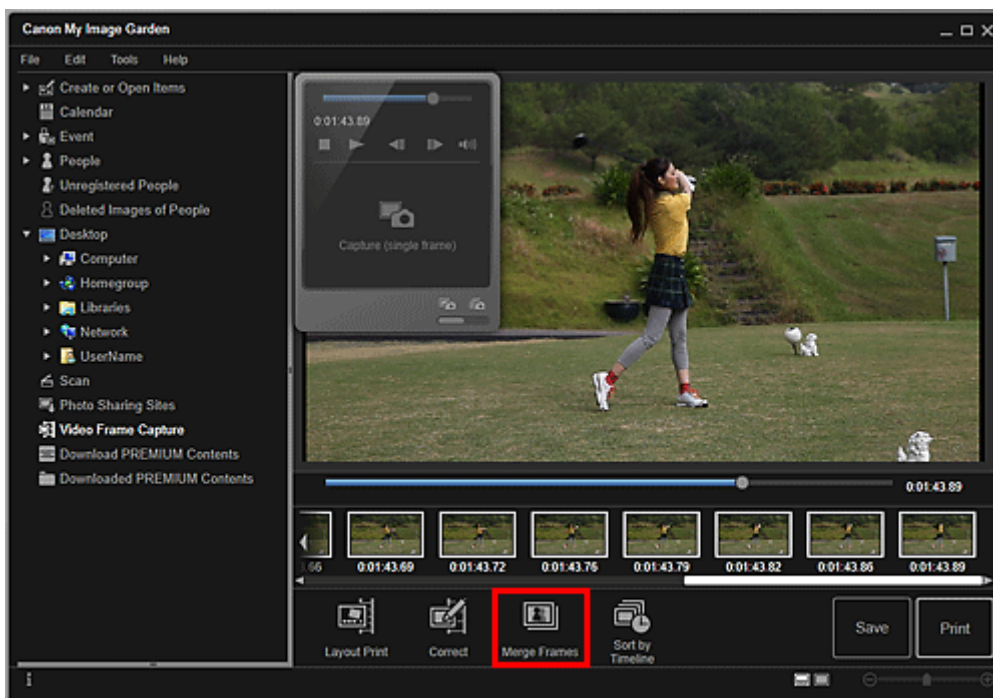 Canon My Image Garden
File Edit Tools Help
Create or Open Items
Calendar
Event
People
Unregistered People
Deleted Images of People
Desktop
Computer
Homegroup
Libraries
Network
UserName
Scan
Photo Sharing Sites
Video Frame Capture
Download PREMIUM Contents
Downloaded PREMIUM Contents
0:01:43.89
Capture (single frame)
0:01:43.89
3.66 0:01:43.69 0:01:43.72 0:01:43.76 0:01:43.79 0:01:43.82 0:01:43.86 0:01:43.89
Layout Print Correct Merge Frames Sort by
Timeline
Save Print